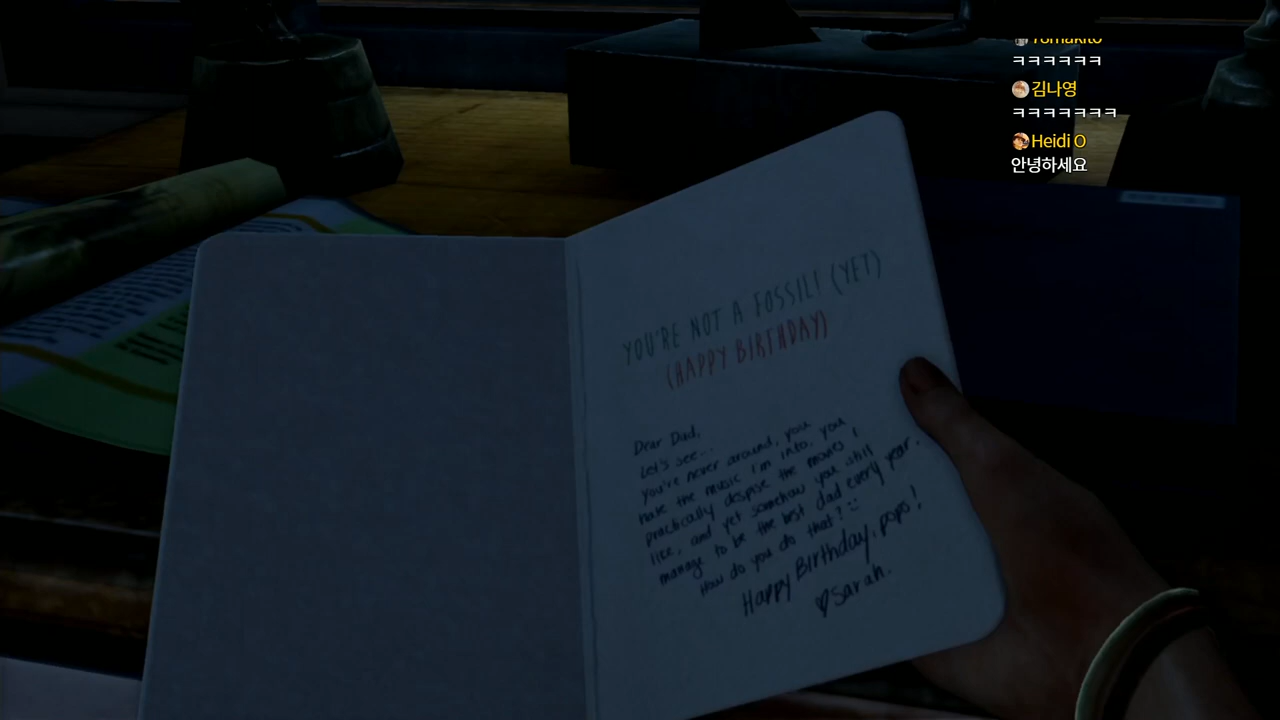 Yumakito
ㅋㅋㅋㅋㅋㅋ
김나영
ㅋㅋㅋㅋㅋㅋㅋ
Heidi O
안녕하세요
YOU'RE NOT A FOSSIL! (YET)
(HAPPY BIRTHDAY)
Dear Dad,
Let's see...
you're never around, you
hate the music I'm into, you
practically despise the movies I
like, and yet somehow you still
manage to be the best dad every year.
How do you do that? :)
Happy Birthday, pops!
♡ Sarah.